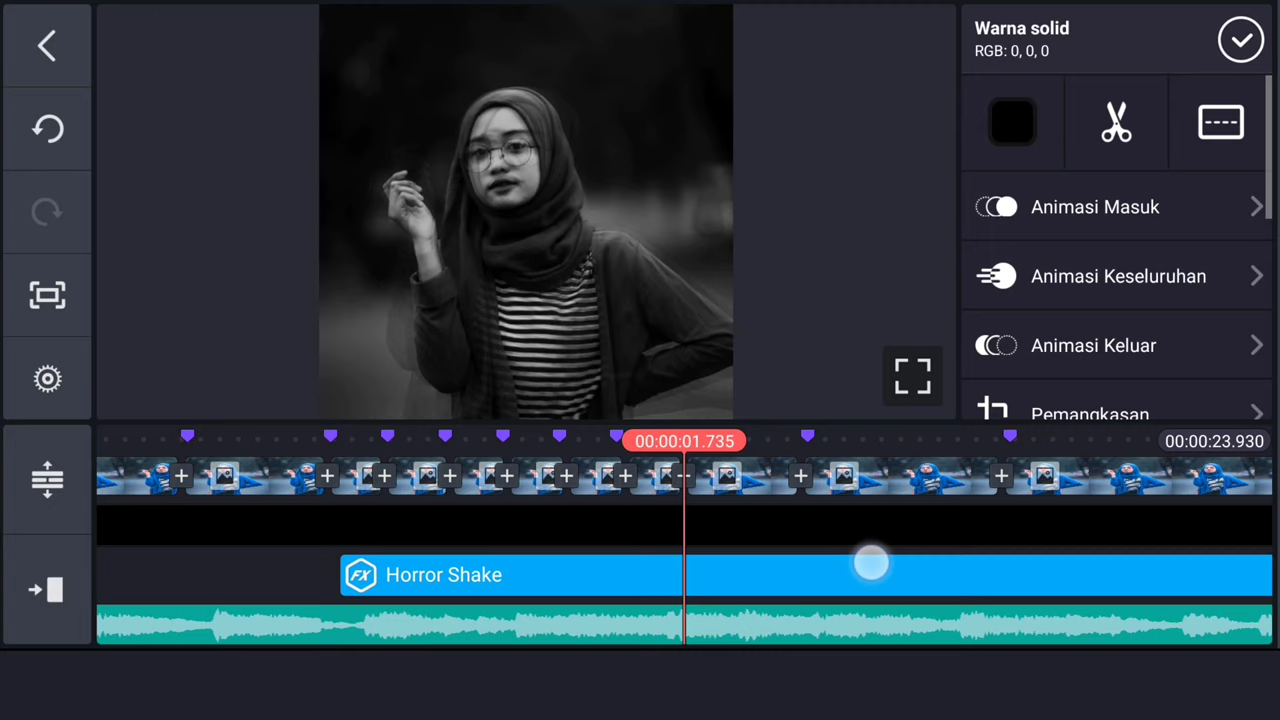 Warna solid
RGB: 0, 0, 0
Animasi Masuk
Animasi Keseluruhan
Animasi Keluar
Pemangkasan
00:00:01.735
00:00:23.930
FX Horror Shake